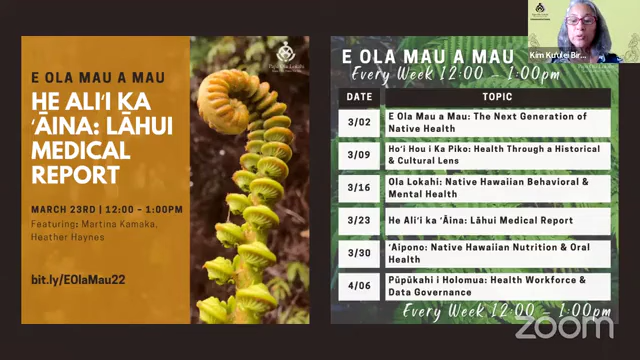 E OLA MAU A MAU
HE ALIʻI KA
ʻĀINA: LĀHUI
MEDICAL
REPORT
MARCH 23RD | 12:00 - 1:00PM
Featuring: Martina Kamaka,
Heather Haynes
bit.ly/EOlaMau22
E OLA MAU A MAU
Every Week 12:00 - 1:00pm
DATE TOPIC
3/02 E Ola Mau a Mau: The Next Generation of
Native Health
3/09 Hoʻi Hou i Ka Piko: Health Through a Historical
& Cultural Lens
3/16 Ola Lokahi: Native Hawaiian Behavioral &
Mental Health
3/23 He Aliʻi ka ʻĀina: Lāhui Medical Report
3/30 ʻAipono: Native Hawaiian Nutrition & Oral
Health
4/06 Pūpūkahi i Holomua: Health Workforce &
Data Governance
Every Week 12:00 - 1:00pm
Kim Kuʻulei Bir...
zoom